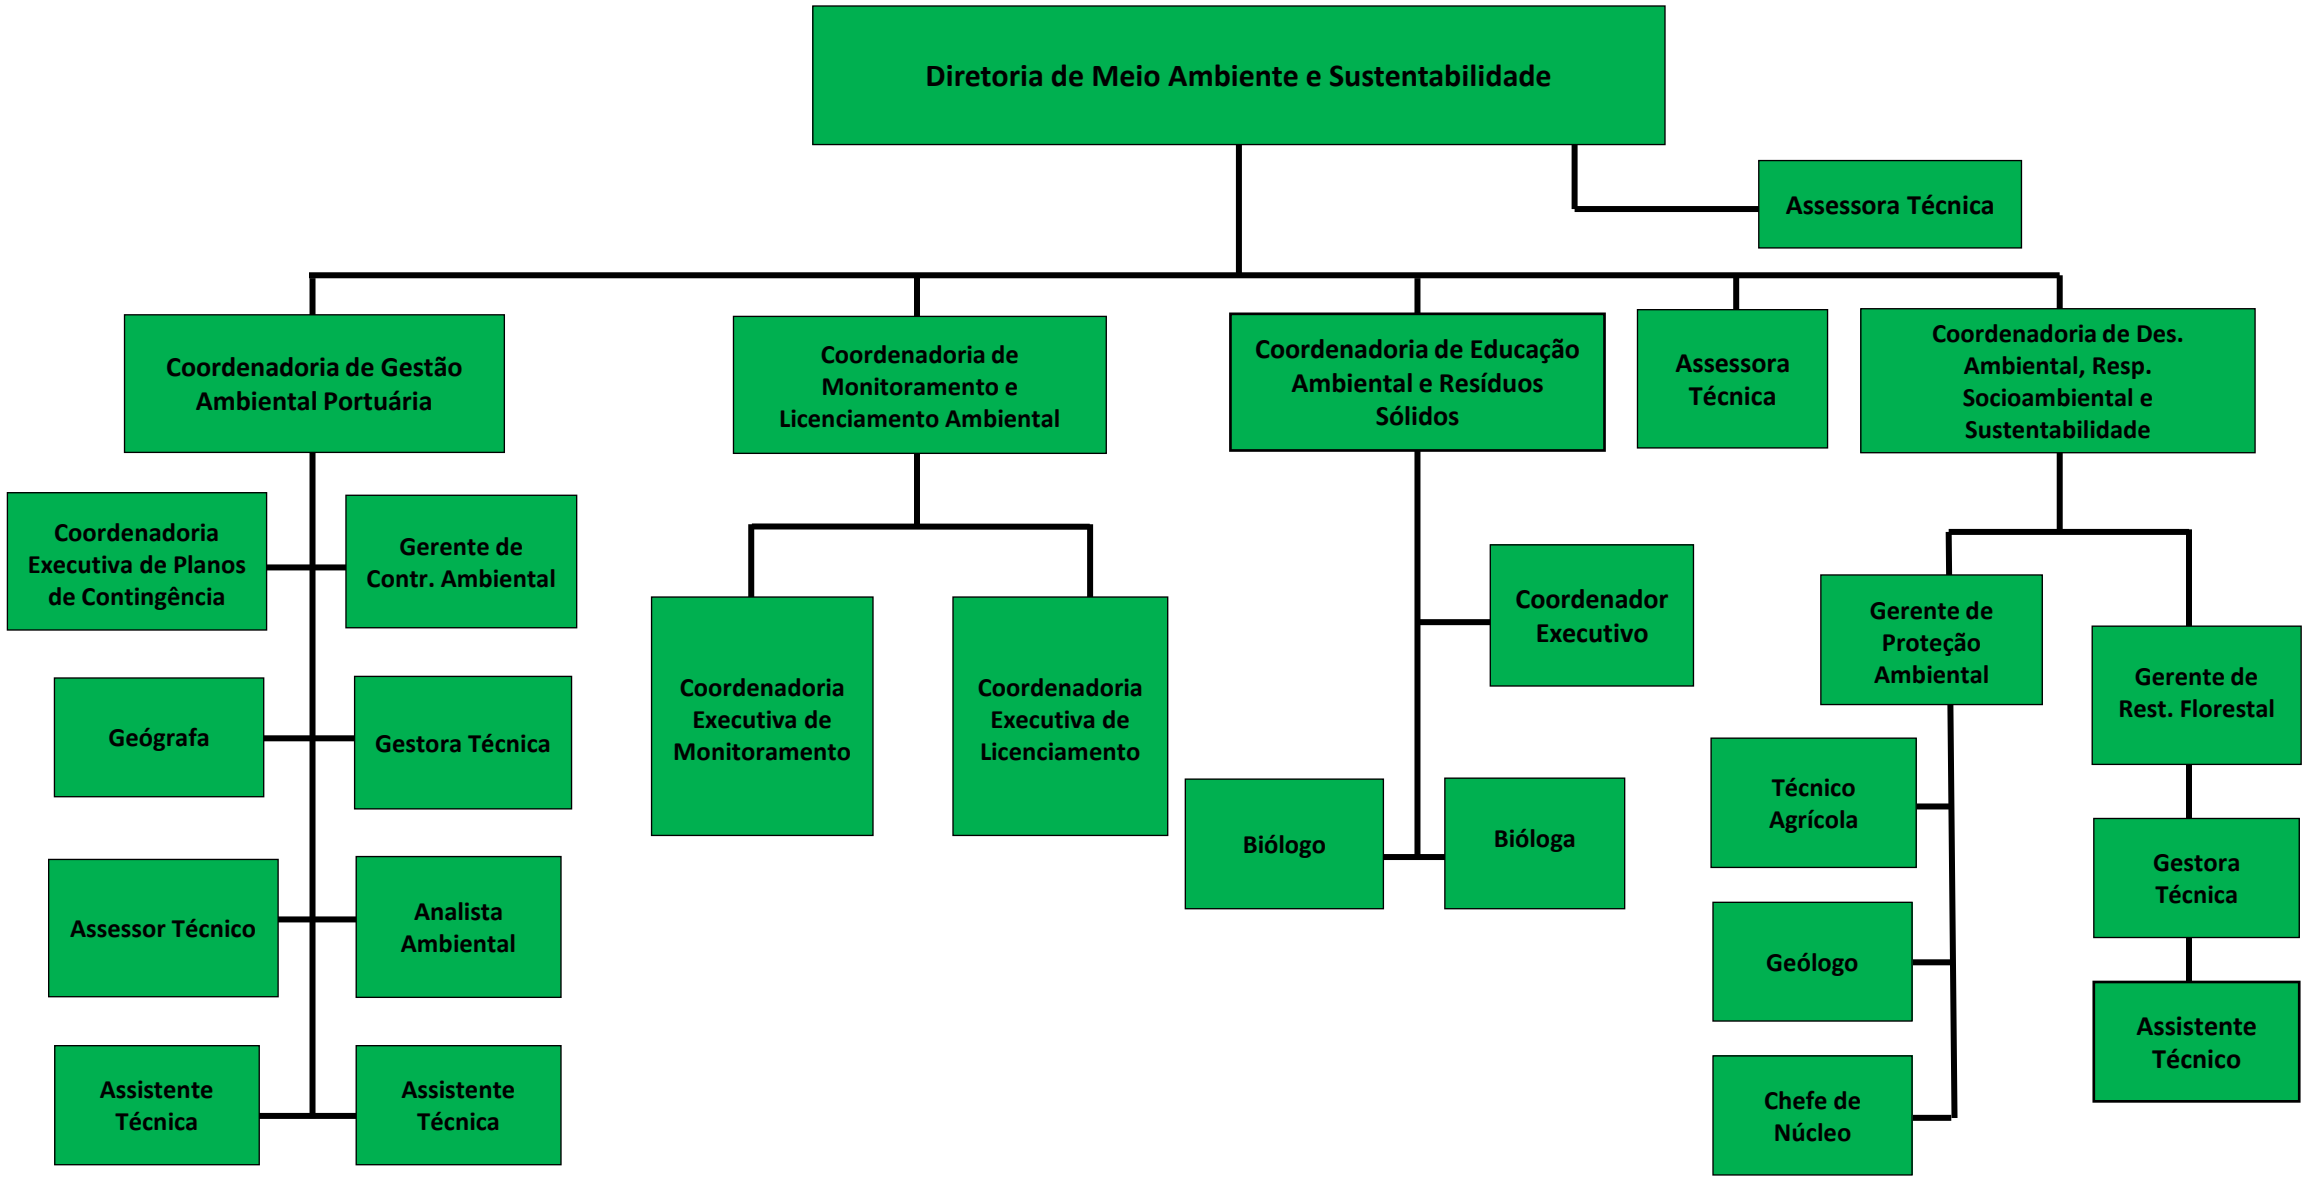 Diretoria de Meio Ambiente e Sustentabilidade
Assessora Técnica
Coordenadoria de Gestão
Ambiental Portuária
Coordenadoria de
Monitoramento e
Licenciamento Ambiental
Coordenadoria de Educação
Ambiental e Resíduos
Sólidos
Assessora
Técnica
Coordenadoria de Des.
Ambiental, Resp.
Socioambiental e
Sustentabilidade
Coordenadoria
Executiva de Planos
de Contingência
Gerente de
Contr. Ambiental
Geógrafa
Gestora Técnica
Assessor Técnico
Analista
Ambiental
Assistente
Técnica
Assistente
Técnica
Coordenadoria
Executiva de
Monitoramento
Coordenadoria
Executiva de
Licenciamento
Coordenador
Executivo
Biólogo
Bióloga
Gerente de
Proteção
Ambiental
Técnico
Agrícola
Geólogo
Chefe de
Núcleo
Gerente de
Rest. Florestal
Gestora
Técnica
Assistente
Técnico